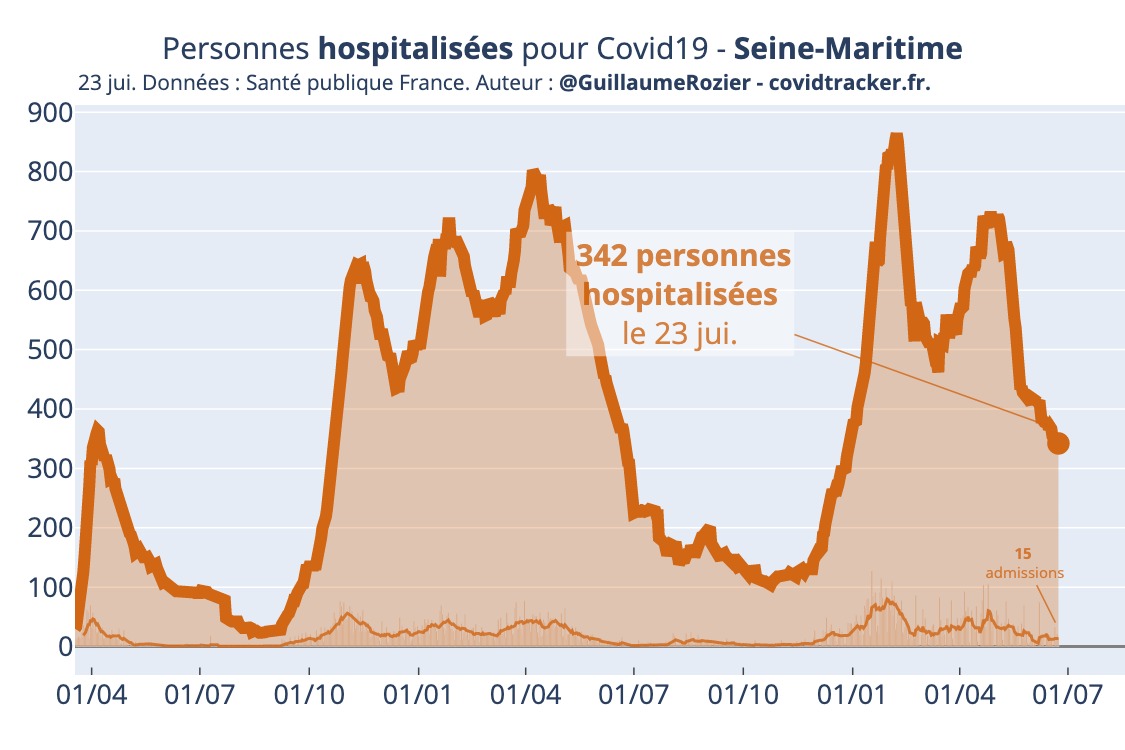 Personnes hospitalisées pour Covid19 - Seine-Maritime
23 jui. Données : Santé publique France. Auteur : @GuillaumeRozier - covidtracker.fr.
900
800
700
600
500
400
300
200
100
0
342 personnes
hospitalisées
le 23 jui.
15
admissions
01/04 01/07 01/10 01/01 01/04 01/07 01/10 01/01 01/04 01/07